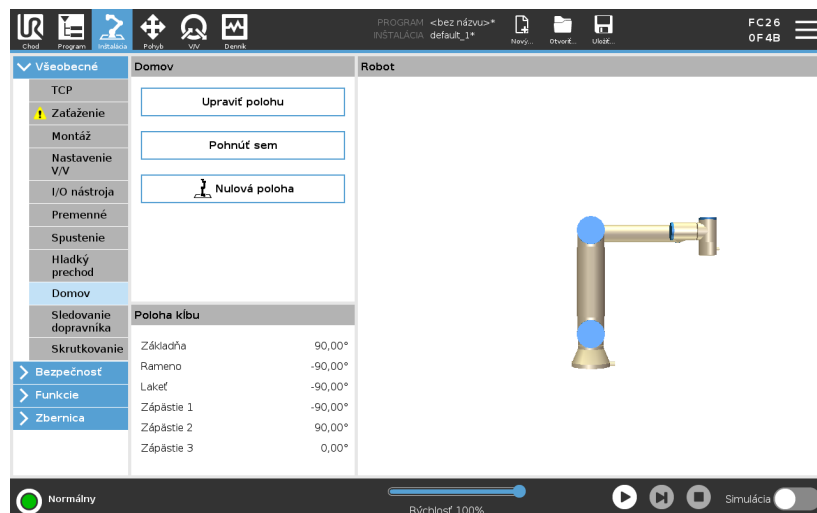 UR
PROGRAM <bez názvu>*
INŠTALÁCIA default_1*
Chod Program Inštalácia Pohyb V/V Denník
Nový... Otvoriť... Uložiť...
FC26
0F4B
Všeobecné
TCP
Zaťaženie
Montáž
Nastavenie
V/V
I/O nástroja
Premenné
Spustenie
Hladký
prechod
Domov
Sledovanie
dopravníka
Skrutkovanie
Bezpečnosť
Funkcie
Zbernica
Domov
Upraviť polohu
Pohnúť sem
Nulová poloha
Poloha kĺbu
Základňa 90,00°
Rameno -90,00°
Lakeť -90,00°
Zápästie 1 -90,00°
Zápästie 2 90,00°
Zápästie 3 0,00°
Robot
Normálny
Rýchlosť 100%
Simulácia